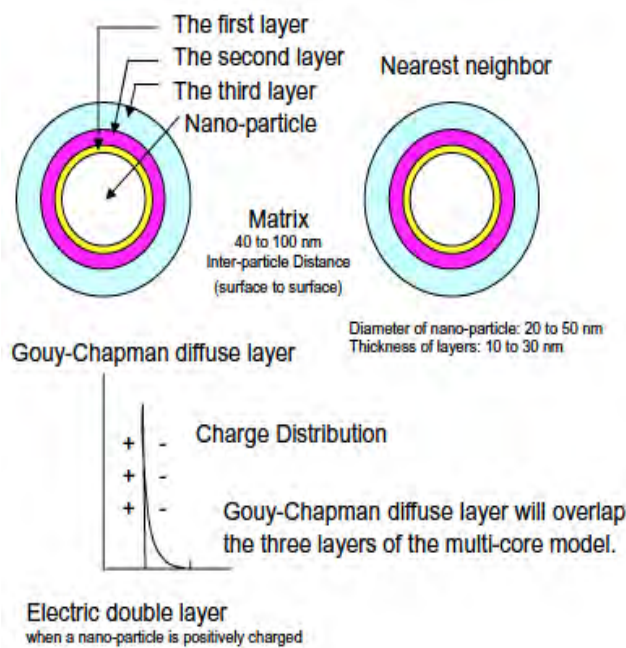 The first layer
The second layer
The third layer
Nano-particle
Nearest neighbor
Matrix
40 to 100 nm
Inter-particle Distance
(surface to surface)
Diameter of nano-particle: 20 to 50 nm
Thickness of layers: 10 to 30 nm
Gouy-Chapman diffuse layer
Charge Distribution
+ -
+ -
+ -
Gouy-Chapman diffuse layer will overlap
the three layers of the multi-core model.
Electric double layer
when a nano-particle is positively charged